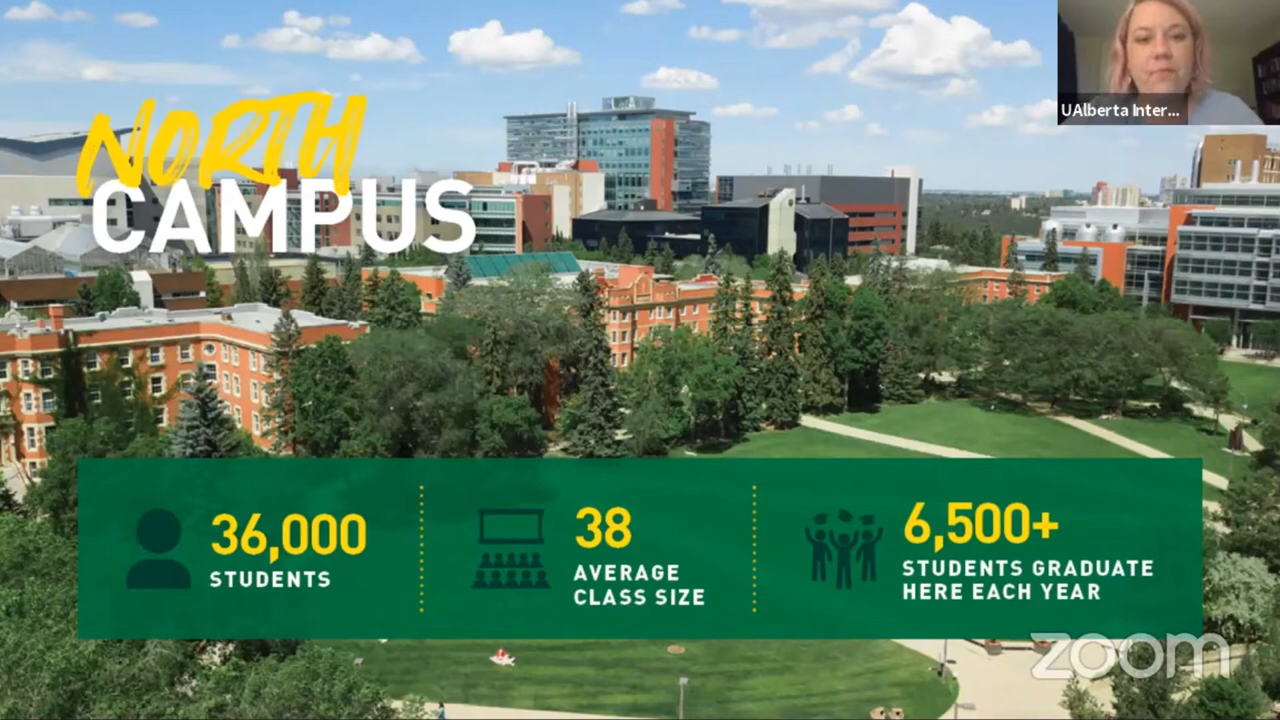 UAlberta Inter...
NORTH
CAMPUS
36,000
STUDENTS
38
AVERAGE
CLASS SIZE
6,500+
STUDENTS GRADUATE
HERE EACH YEAR
zoom